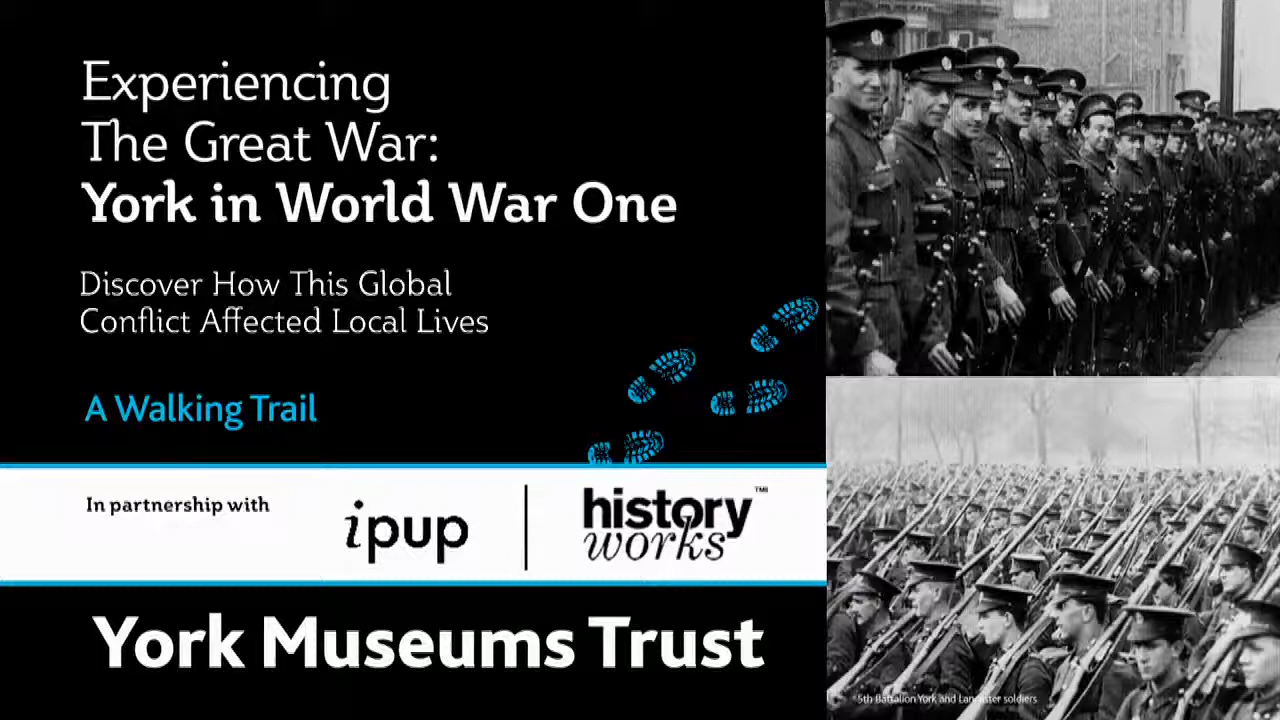 Experiencing
The Great War:
York in World War One
Discover How This Global
Conflict Affected Local Lives
A Walking Trail
In partnership with
ipup
history™
works
York Museums Trust
5th Battalion York and Lancaster soldiers